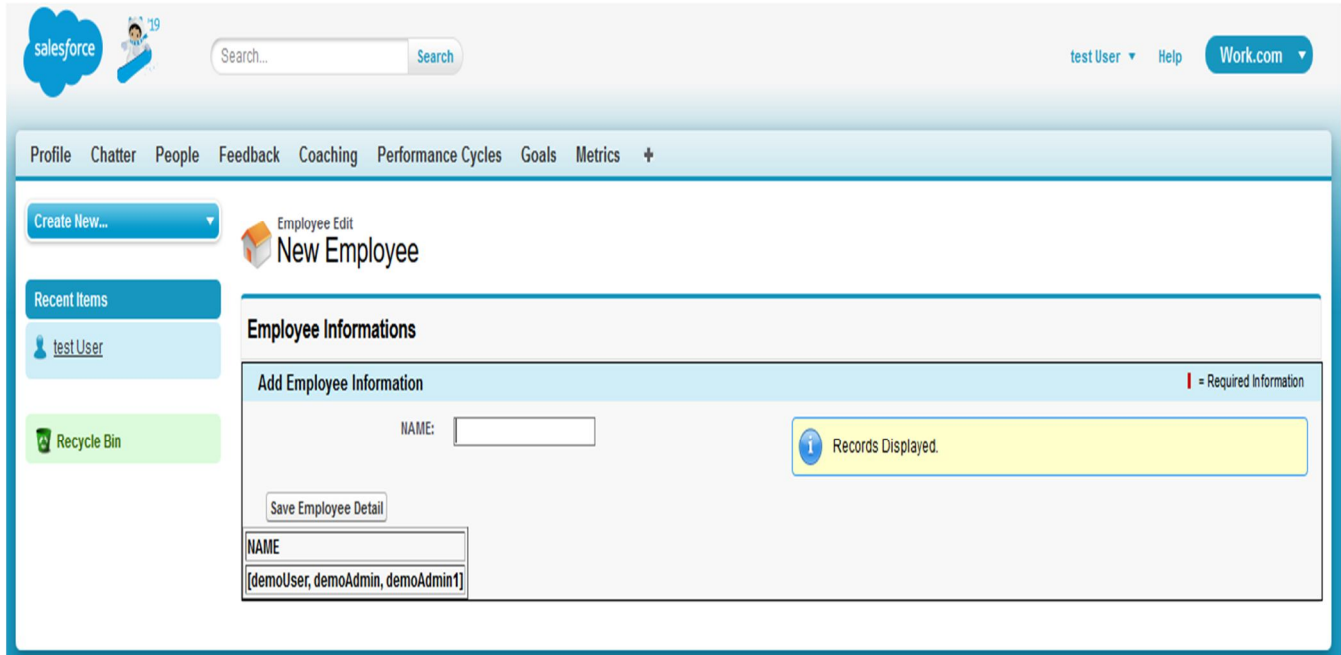 salesforce
'19
Search...
Search
test User
Help
Work.com
Profile Chatter People Feedback Coaching Performance Cycles Goals Metrics +
Create New...
Employee Edit
New Employee
Recent Items
test User
Recycle Bin
Employee Informations
Add Employee Information
= Required Information
NAME:
Records Displayed.
Save Employee Detail
NAME
[demoUser, demoAdmin, demoAdmin1]